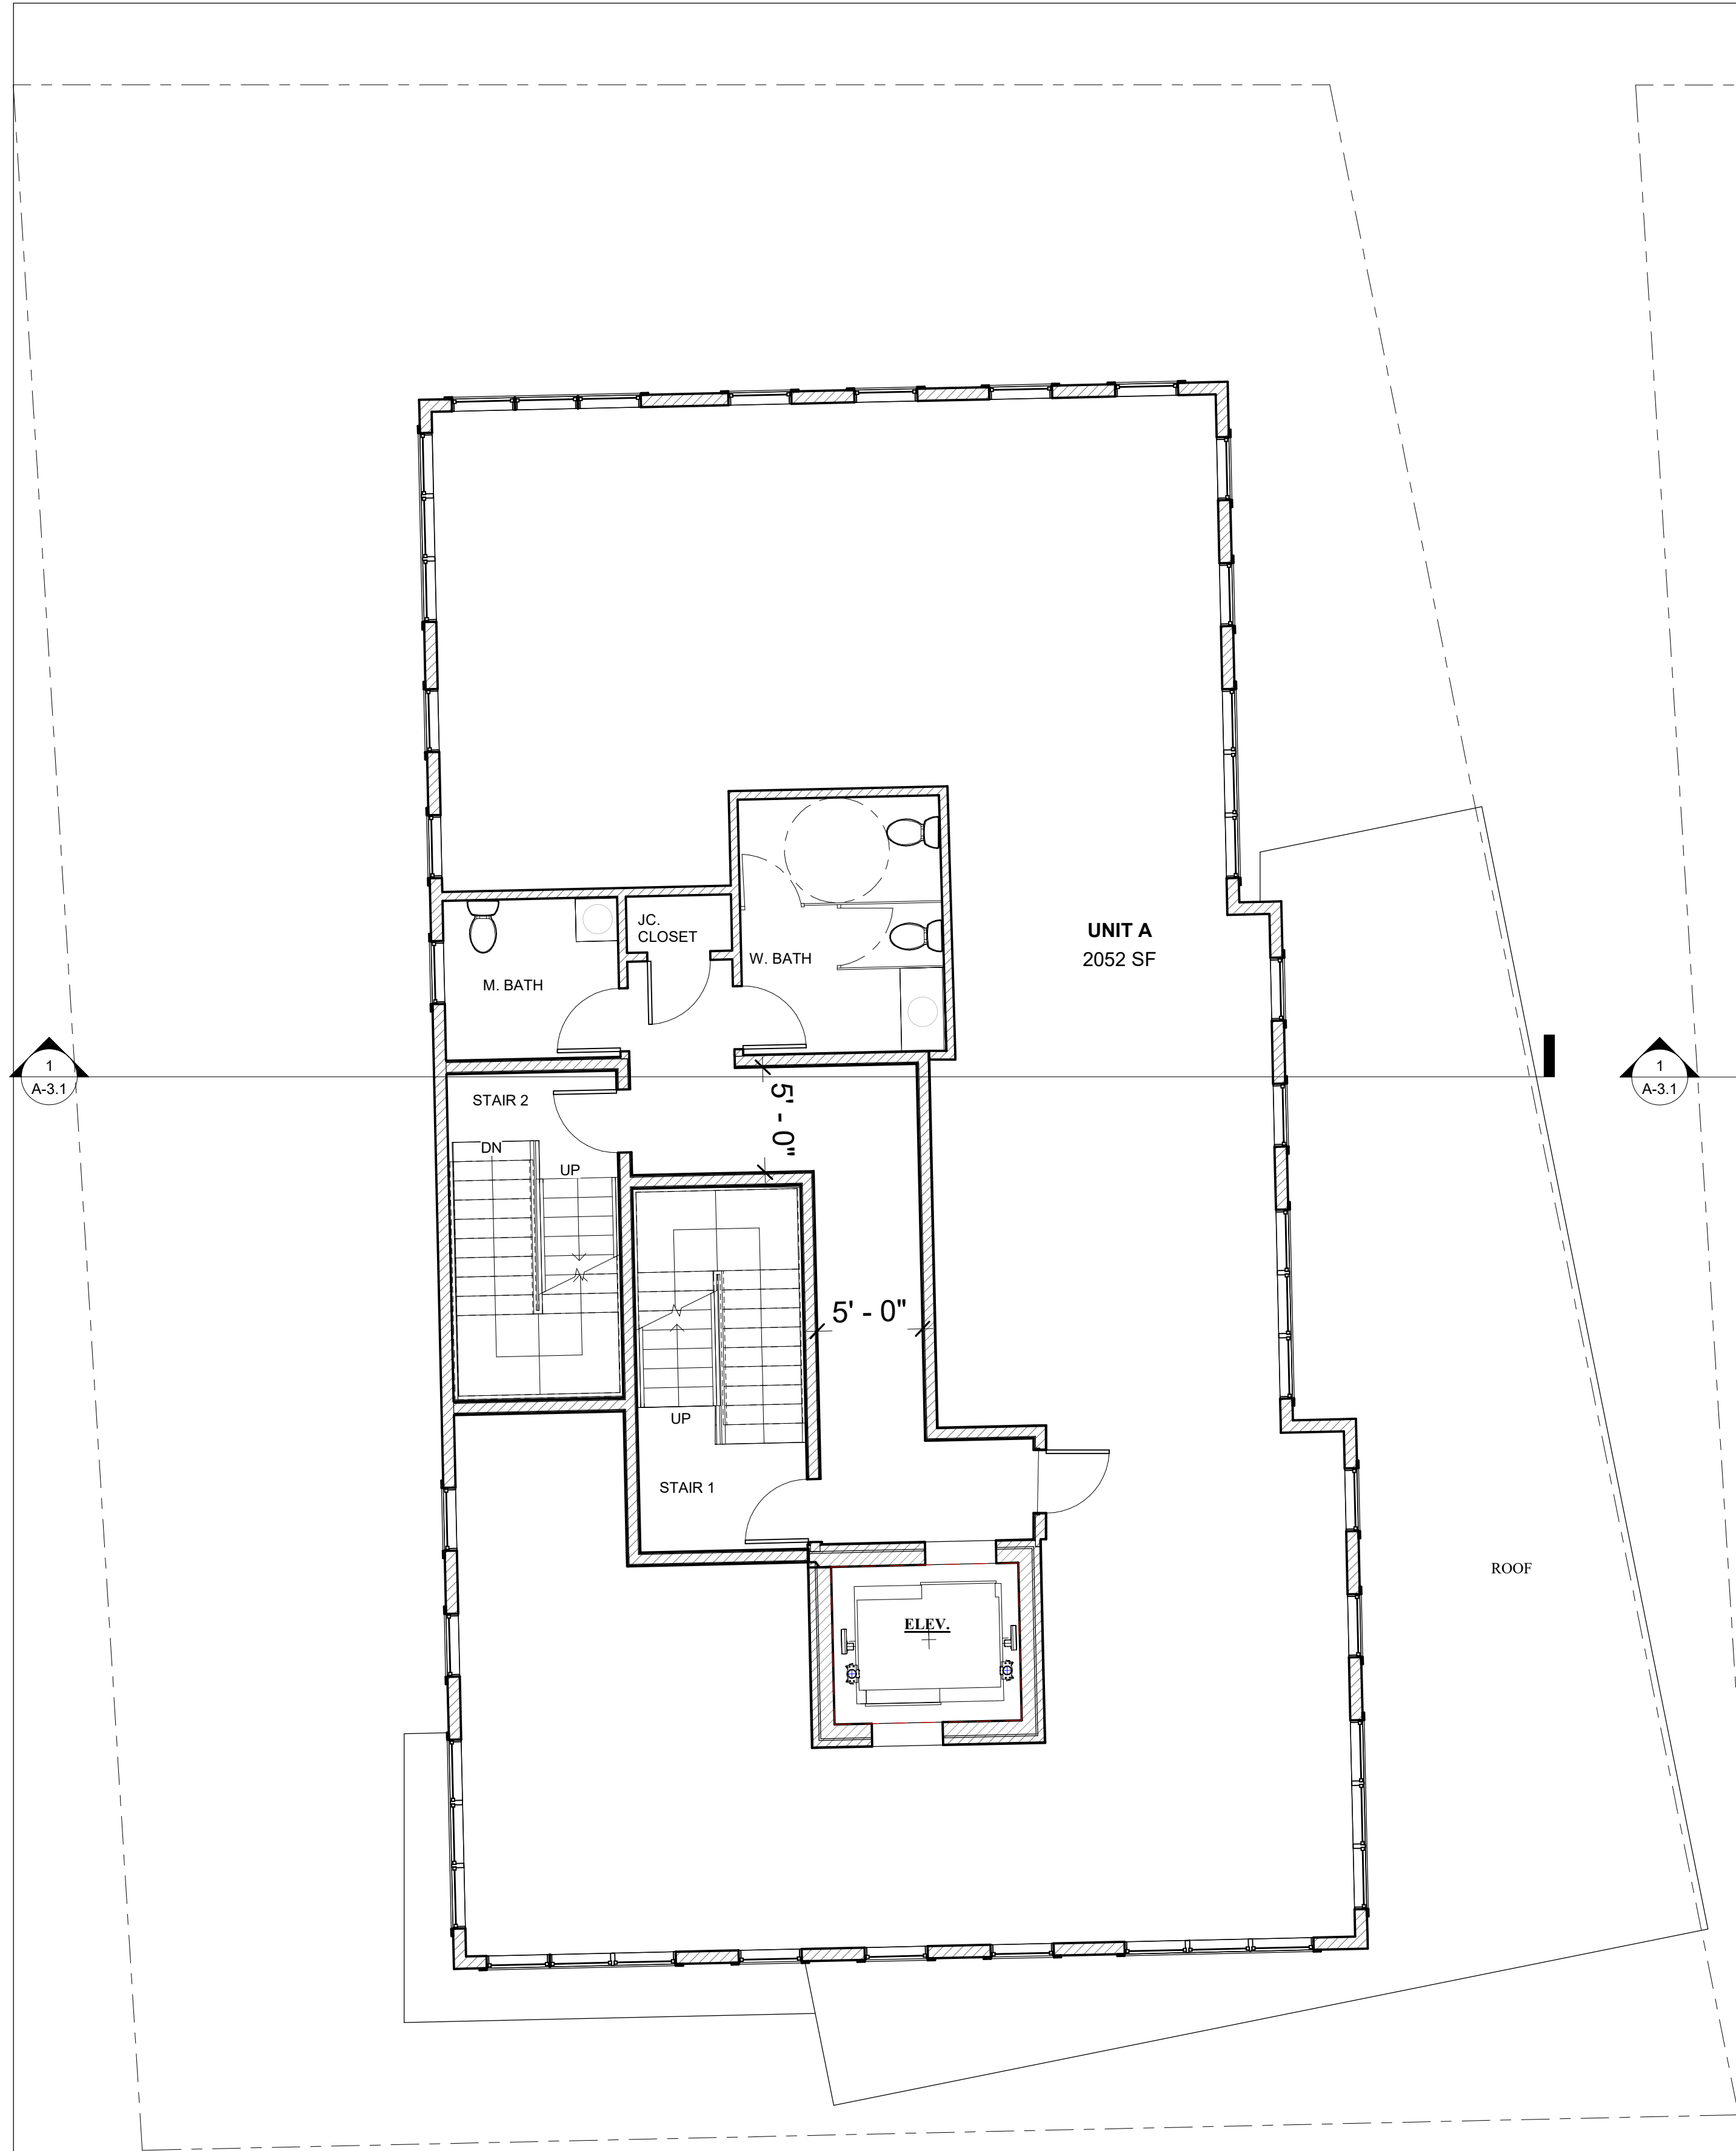 UNIT A
2052 SF
JC.
CLOSET
W. BATH
M. BATH
1
A-3.1
1
A-3.1
STAIR 2
5' - 0"
DN
UP
5' - 0"
UP
STAIR 1
ROOF
ELEV.